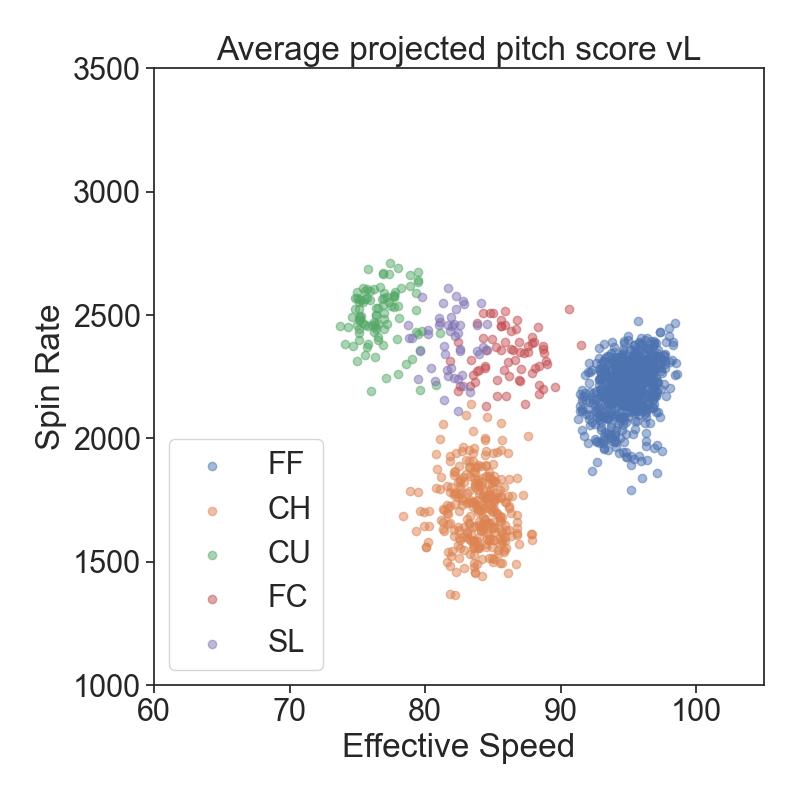 Average projected pitch score vL
3500
3000
2500
2000
1500
1000
Spin Rate
FF
CH
CU
FC
SL
60 70 80 90 100
Effective Speed